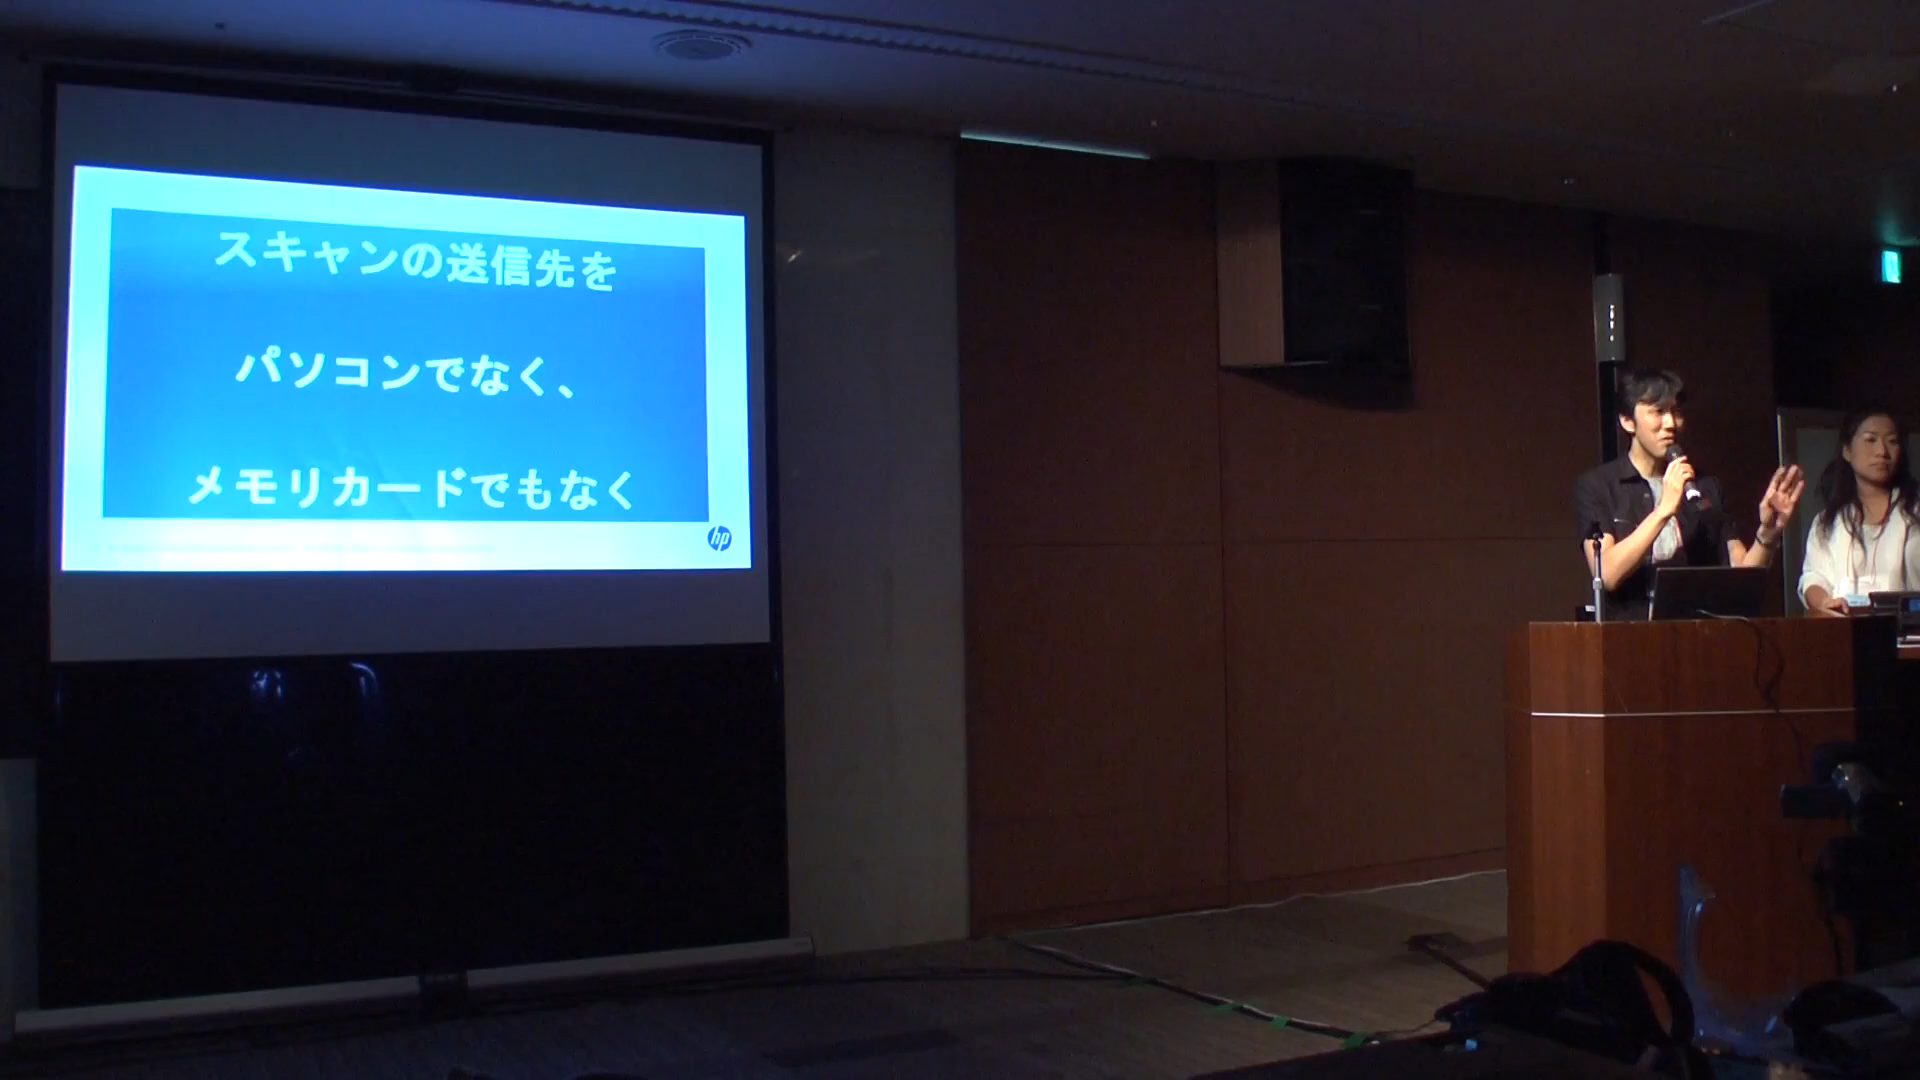 スキャンの送信先を
パソコンでなく、
メモリカードでもなく
hp